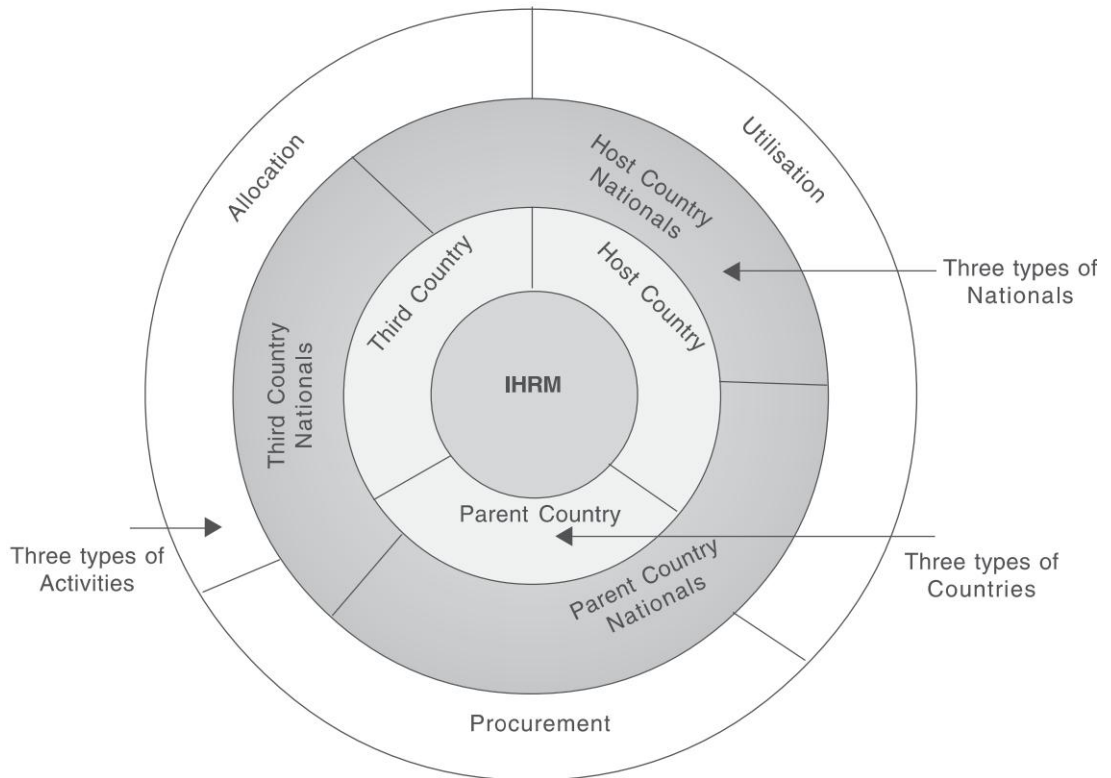 Allocation
Utilisation
Host Country
Nationals
Third Country
Host Country
Three types of
Nationals
Third Country
Nationals
IHRM
Parent Country
Three types of
Activities
Parent Country
Nationals
Three types of
Countries
Procurement